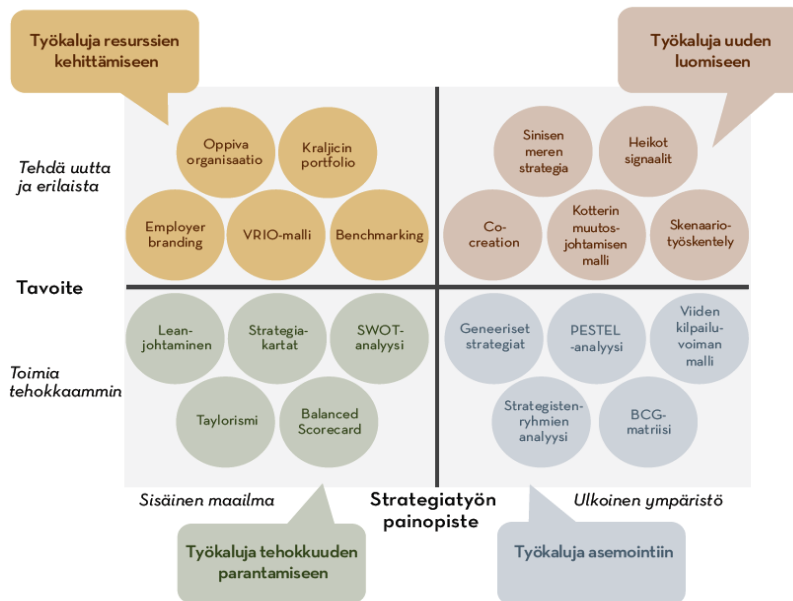 Työkaluja resurssien
kehittämiseen
Työkaluja uuden
luomiseen
Tehdä uutta
ja erilaista
Oppiva
organisaatio
Kraljicin
portfolio
Sinisen
meren
strategia
Heikot
signaalit
Employer
branding
VRIO-malli
Benchmarking
Co-
creation
Kotterin
muutos-
johtamisen
malli
Skenaario-
työskentely
Tavoite
Toimia
tehokkaammin
Lean-
johtaminen
Strategia-
kartat
SWOT-
analyysi
Geneeriset
strategiat
PESTEL
-analyysi
Viiden
kilpailu-
voiman
malli
Taylorismi
Balanced
Scorecard
Strategisten-
ryhmien
analyysi
BCG-
matriisi
Sisäinen maailma
Strategiatyön
painopiste
Ulkoinen ympäristö
Työkaluja tehokkuuden
parantamiseen
Työkaluja asemointiin